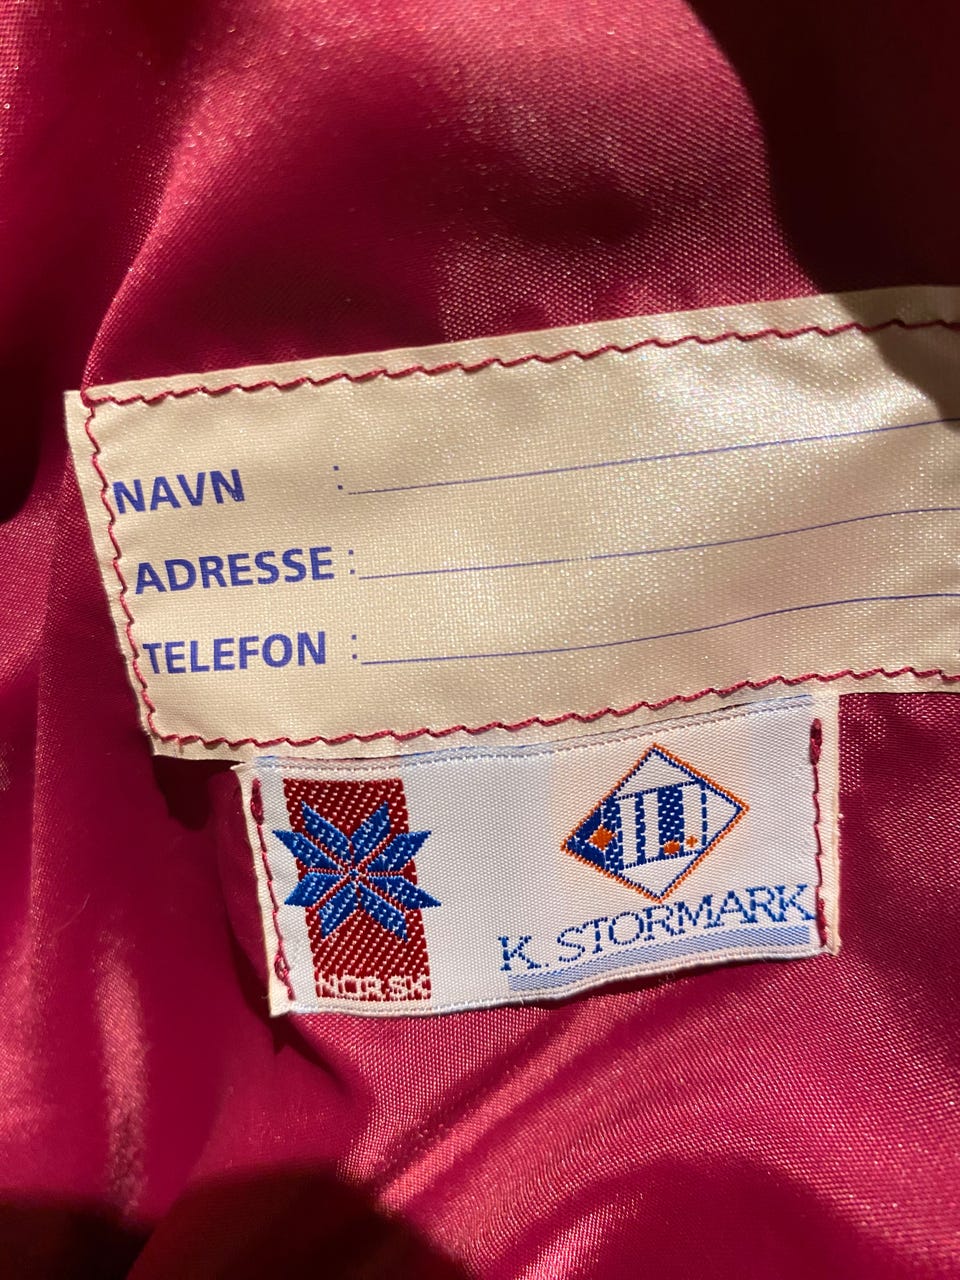 NAVN :
ADRESSE :
TELEFON :
NORSK
K. STORMARK